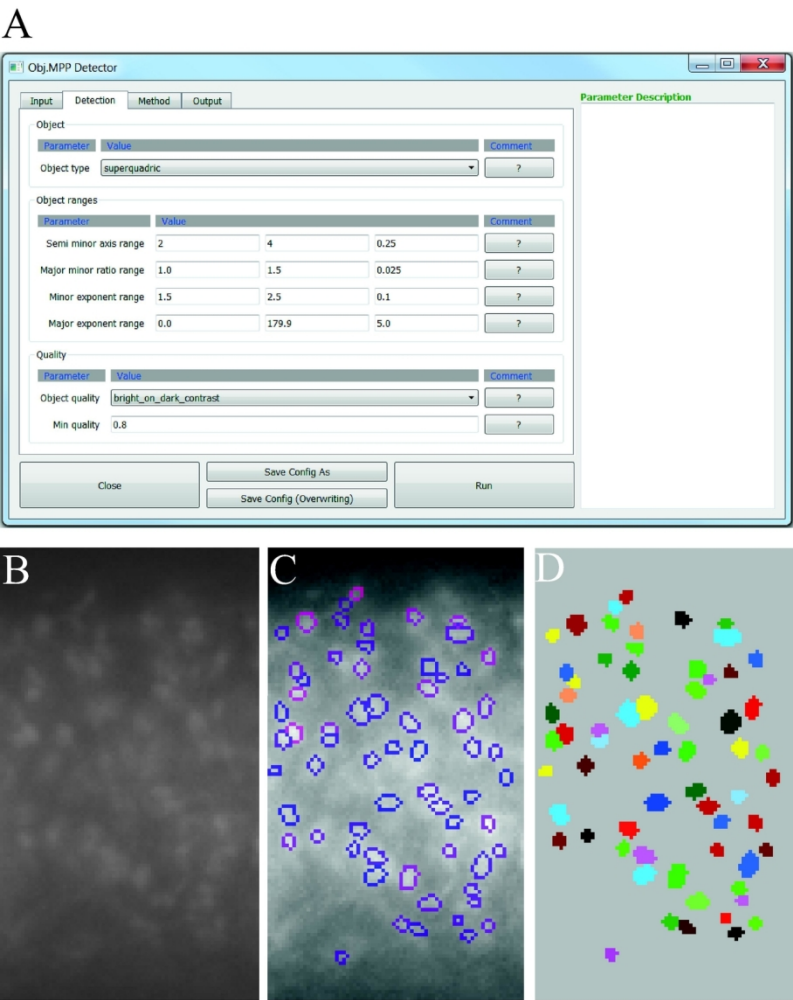 A
Obj.MPP Detector
Input Detection Method Output
Parameter Description
Object
Parameter Value Comment
Object type superquadric ?
Object ranges
Parameter Value Comment
Semi minor axis range 2 4 0.25 ?
Major minor ratio range 1.0 1.5 0.025 ?
Minor exponent range 1.5 2.5 0.1 ?
Major exponent range 0.0 179.9 5.0 ?
Quality
Parameter Value Comment
Object quality bright_on_dark_contrast ?
Min quality 0.8 ?
Close Save Config As Run
Save Config (Overwriting)
B C D